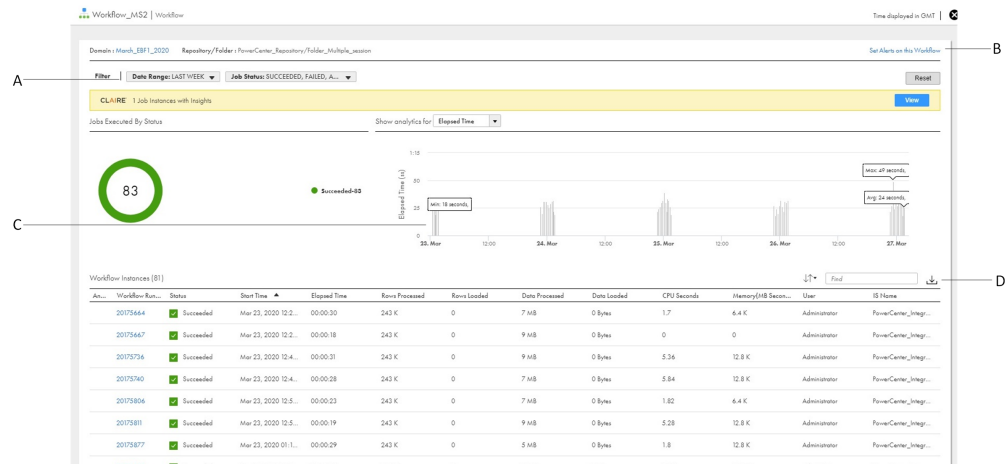 Workflow_MS2 | Workflow
Time displayed in GMT |
Domain : March_EBF1_2020 Repository/Folder : PowerCenter_Repository/Folder_Multiple_session
Set Alerts on this Workflow
B
A
Filter Date Range: LAST WEEK Job Status: SUCCEEDED, FAILED, A...
Reset
CLAIRE 1 Job Instances with Insights
View
Jobs Executed By Status
Show analytics for Elapsed Time
83
Succeeded-83
C
Elapsed Time (s)
1:15
50
25
0
Min: 18 seconds,
Max: 49 seconds,
Avg: 24 seconds,
23. Mar 12:00 24. Mar 12:00 25. Mar 12:00 26. Mar 12:00 27. Mar
Workflow Instances (81)
Find
D
An... Workflow Run... Status Start Time Elapsed Time Rows Processed Rows Loaded Data Processed Data Loaded CPU Seconds Memory(MB Secon... User IS Name
20175664 Succeeded Mar 23, 2020 12:2... 00:00:30 243 K 0 7 MB 0 Bytes 1.7 6.4 K Administrator PowerCenter_Integr...
20175667 Succeeded Mar 23, 2020 12:2... 00:00:18 243 K 0 9 MB 0 Bytes 0 0 Administrator PowerCenter_Integr...
20175736 Succeeded Mar 23, 2020 12:4... 00:00:31 243 K 0 9 MB 0 Bytes 5.36 12.8 K Administrator PowerCenter_Integr...
20175740 Succeeded Mar 23, 2020 12:4... 00:00:28 243 K 0 7 MB 0 Bytes 5.84 12.8 K Administrator PowerCenter_Integr...
20175806 Succeeded Mar 23, 2020 12:5... 00:00:23 243 K 0 7 MB 0 Bytes 1.82 6.4 K Administrator PowerCenter_Integr...
20175811 Succeeded Mar 23, 2020 12:5... 00:00:19 243 K 0 9 MB 0 Bytes 5.28 12.8 K Administrator PowerCenter_Integr...
20175877 Succeeded Mar 23, 2020 01:1... 00:00:29 243 K 0 5 MB 0 Bytes 1.8 12.8 K Administrator PowerCenter_Integr...